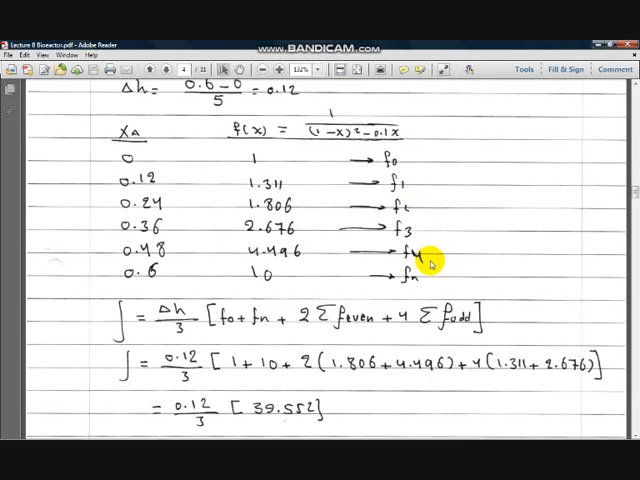 Lecture 8 Bioreactos.pdf - Adobe Reader
WWW.BANDICAM.COM
File Edit View Window Help
4 / 11 132% Tools Fill & Sign Comment
Δh = 0.6 - 0 / 5 = 0.12
XA f(x) = 1 / (1-x)² - 0.1x
0 1 → f0
0.12 1.311 → f1
0.24 1.806 → f2
0.36 2.676 → f3
0.48 4.496 → f4
0.6 10 → fn
∫ = Δh/3 [f0 + fn + 2 Σ feven + 4 Σ fodd]
∫ = 0.12/3 [1 + 10 + 2(1.806 + 4.496) + 4(1.311 + 2.676)]
= 0.12/3 [39.552]